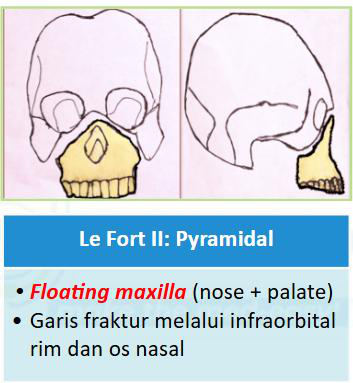 Le Fort II: Pyramidal
• Floating maxilla (nose + palate)
• Garis fraktur melalui infraorbital
rim dan os nasal